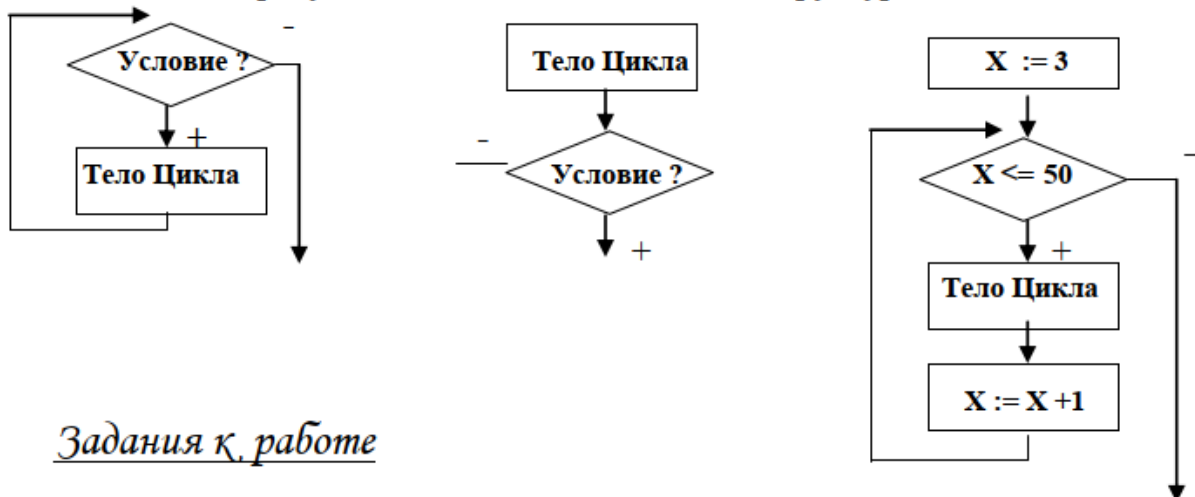 -
Условие ?
+
Тело Цикла
Тело Цикла
-
Условие ?
+
X := 3
-
X <= 50
+
Тело Цикла
X := X +1
Задания к работе